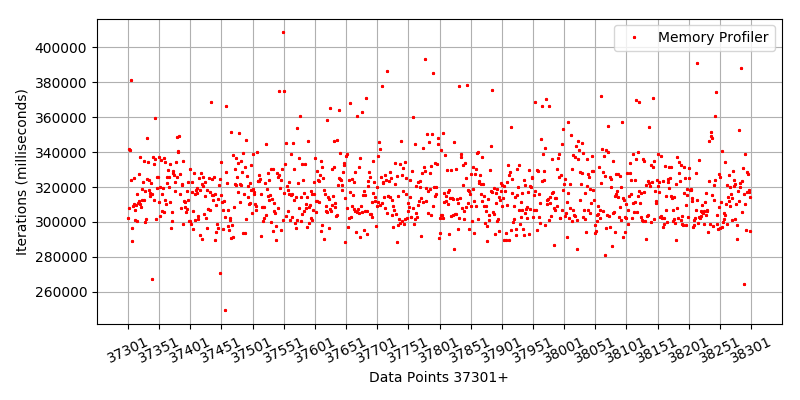 Memory Profiler
400000
380000
360000
340000
320000
300000
280000
260000
Iterations (milliseconds)
37301 37351 37401 37451 37501 37551 37601 37651 37701 37751 37801 37851 37901 37951 38001 38051 38101 38151 38201 38251 38301
Data Points 37301+